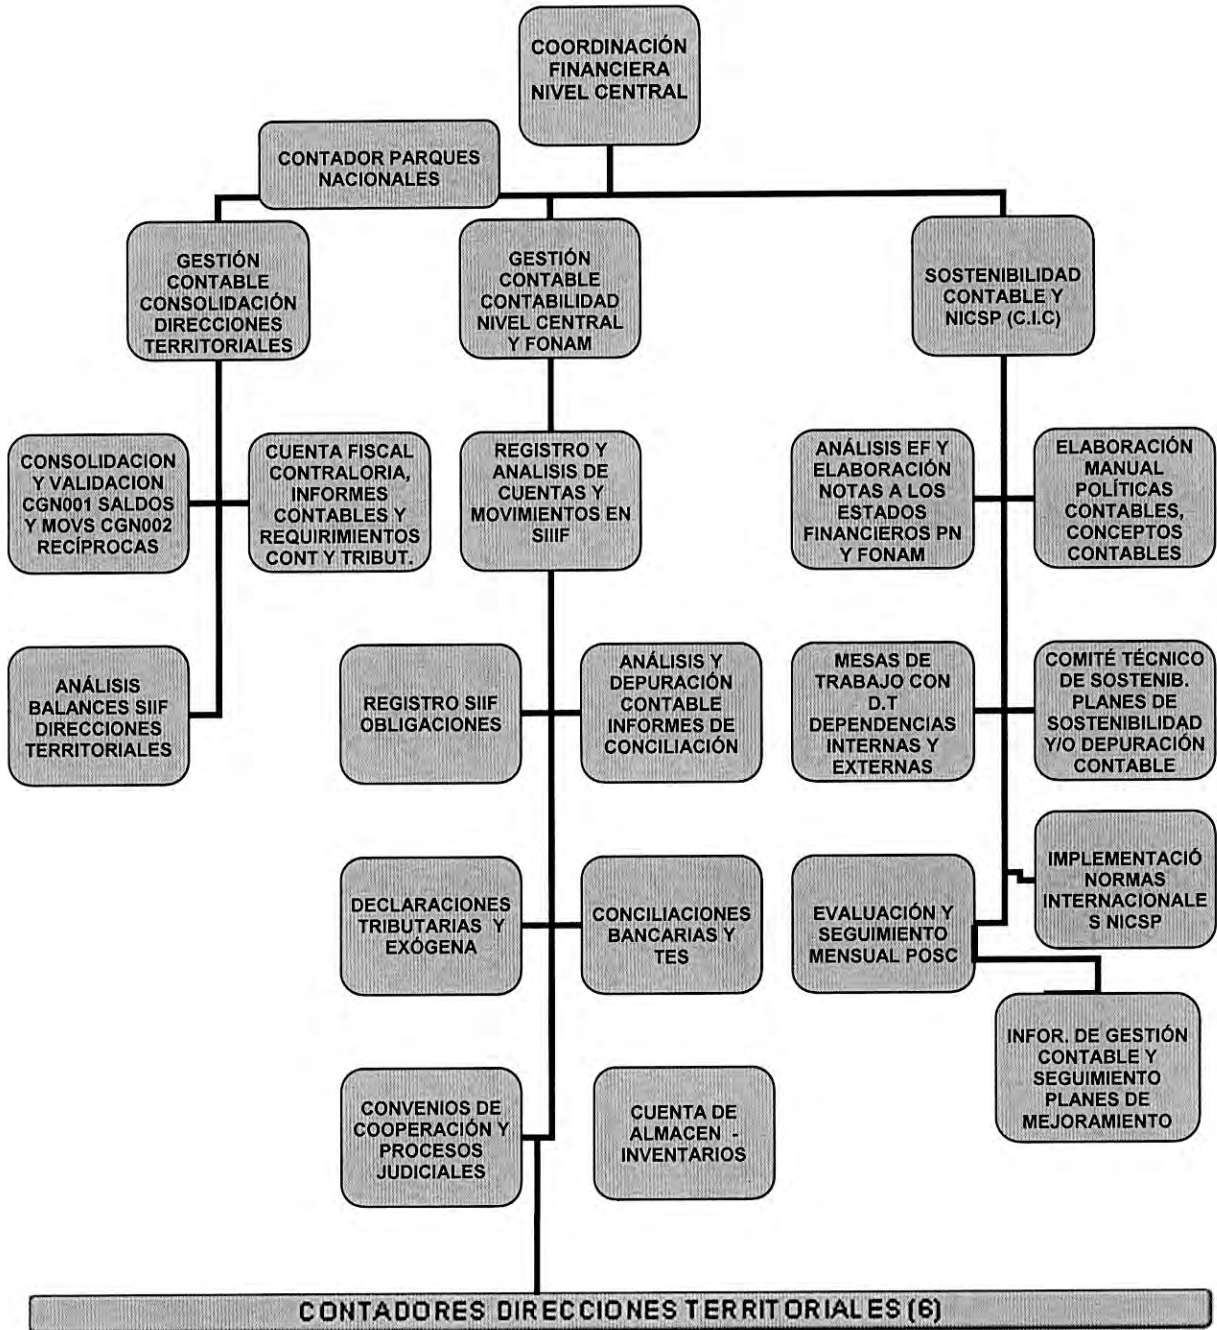 COORDINACIÓN
FINANCIERA
NIVEL CENTRAL
CONTADOR PARQUES
NACIONALES
GESTIÓN
CONTABLE
CONSOLIDACIÓN
DIRECCIONES
TERRITORIALES
GESTIÓN
CONTABLE
CONTABILIDAD
NIVEL CENTRAL
Y FONAM
SOSTENIBILIDAD
CONTABLE Y
NICSP (C.I.C)
CONSOLIDACION
Y VALIDACION
CGN001 SALDOS
Y MOVS CGN002
RECÍPROCAS
CUENTA FISCAL
CONTRALORIA,
INFORMES
CONTABLES Y
REQUIRIMIENTOS
CONT Y TRIBUT.
REGISTRO Y
ANALISIS DE
CUENTAS Y
MOVIMIENTOS EN
SIIIF
ANÁLISIS EF Y
ELABORACIÓN
NOTAS A LOS
ESTADOS
FINANCIEROS PN
Y FONAM
ELABORACIÓN
MANUAL
POLÍTICAS
CONTABLES,
CONCEPTOS
CONTABLES
ANÁLISIS
BALANCES SIIF
DIRECCIONES
TERRITORIALES
REGISTRO SIIF
OBLIGACIONES
ANÁLISIS Y
DEPURACIÓN
CONTABLE
INFORMES DE
CONCILIACIÓN
MESAS DE
TRABAJO CON
D.T
DEPENDENCIAS
INTERNAS Y
EXTERNAS
COMITÉ TÉCNICO
DE SOSTENIB.
PLANES DE
SOSTENIBILIDAD
Y/O DEPURACIÓN
CONTABLE
DECLARACIONES
TRIBUTARIAS Y
EXÓGENA
CONCILIACIONES
BANCARIAS Y
TES
EVALUACIÓN Y
SEGUIMIENTO
MENSUAL POSC
IMPLEMENTACIÓ
NORMAS
INTERNACIONALE
S NICSP
INFOR. DE GESTIÓN
CONTABLE Y
SEGUIMIENTO
PLANES DE
MEJORAMIENTO
CONVENIOS DE
COOPERACIÓN Y
PROCESOS
JUDICIALES
CUENTA DE
ALMACEN -
INVENTARIOS
CONTADORES DIRECCIONES TERRITORIALES (6)